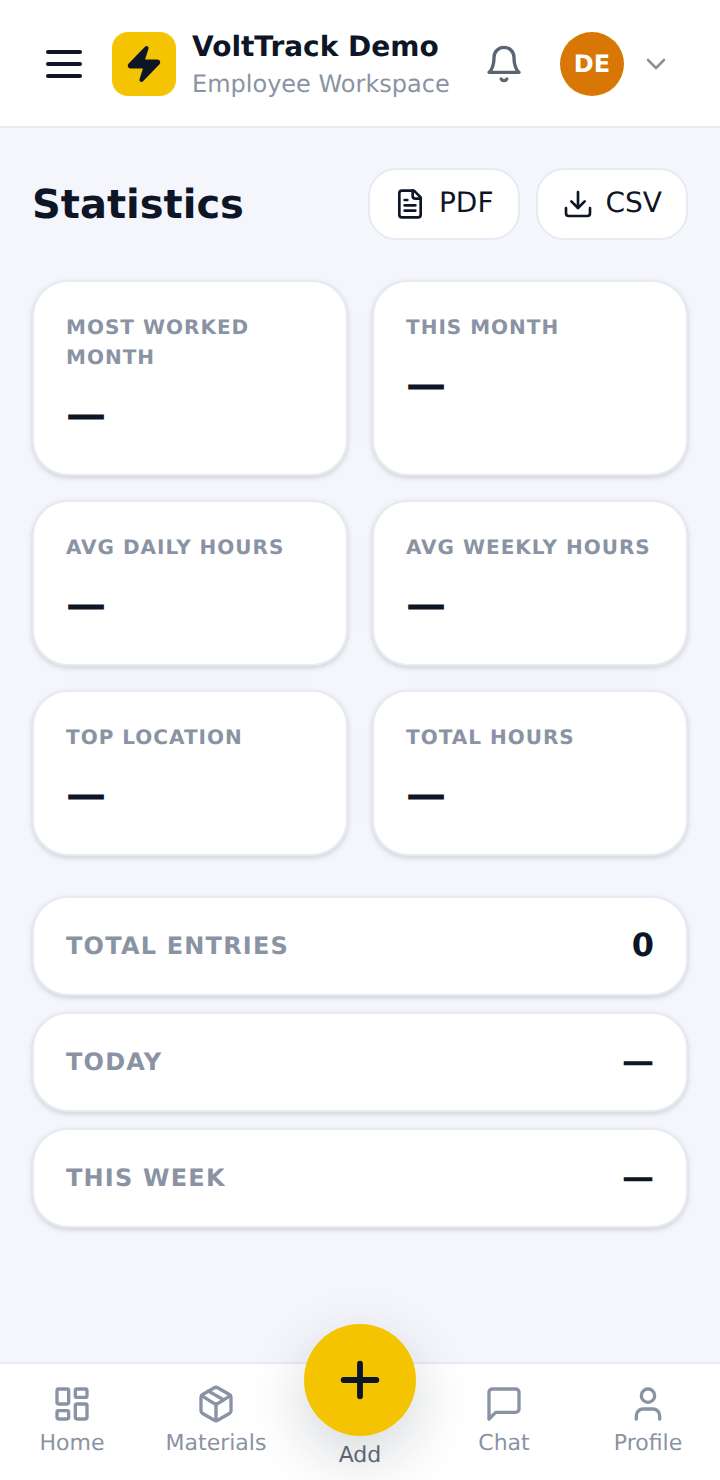 VoltTrack Demo
Employee Workspace
DE
Statistics
PDF
CSV
MOST WORKED
MONTH
—
THIS MONTH
—
AVG DAILY HOURS
—
AVG WEEKLY HOURS
—
TOP LOCATION
—
TOTAL HOURS
—
TOTAL ENTRIES
0
TODAY
—
THIS WEEK
—
Home
Materials
Add
Chat
Profile